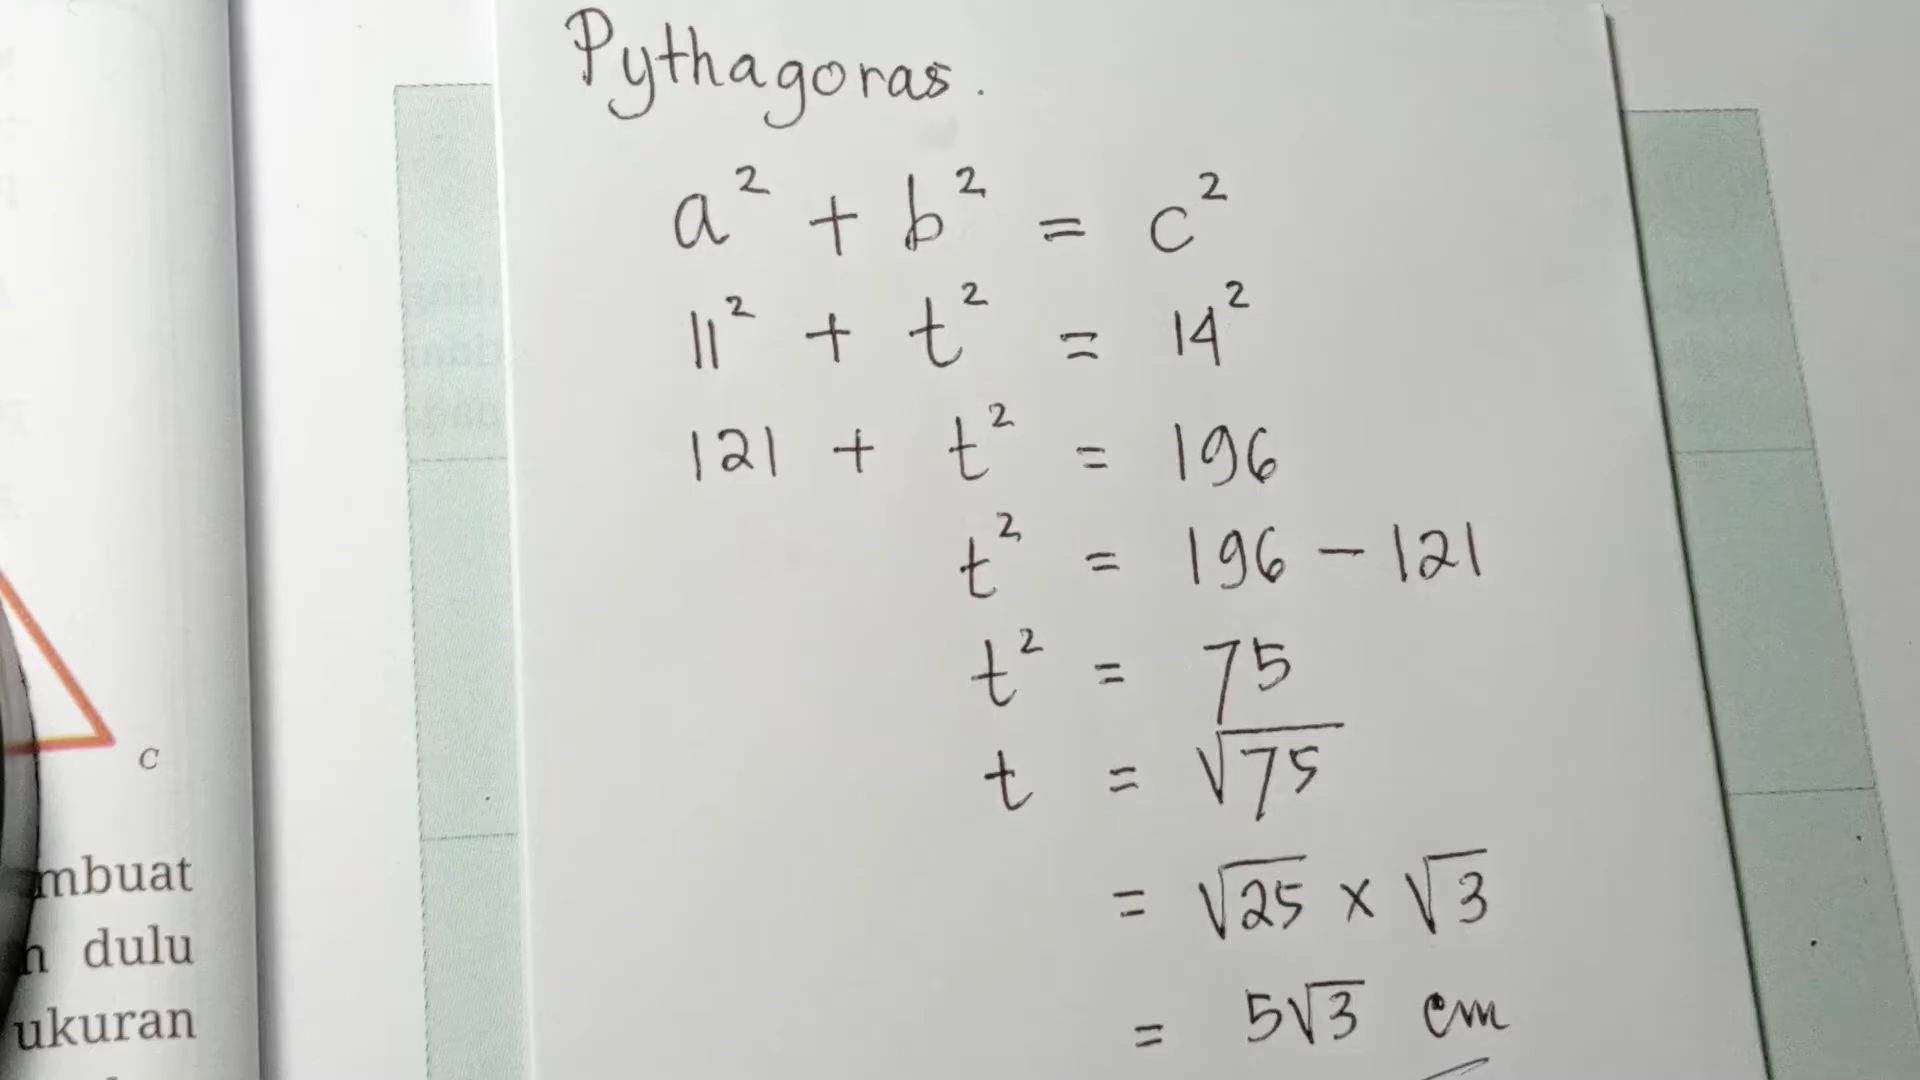 Pythagoras.
a² + b² = c²
11² + t² = 14²
121 + t² = 196
t² = 196 - 121
t² = 75
t = √75
= √25 × √3
= 5√3 cm
C
mbuat
dulu
ukuran